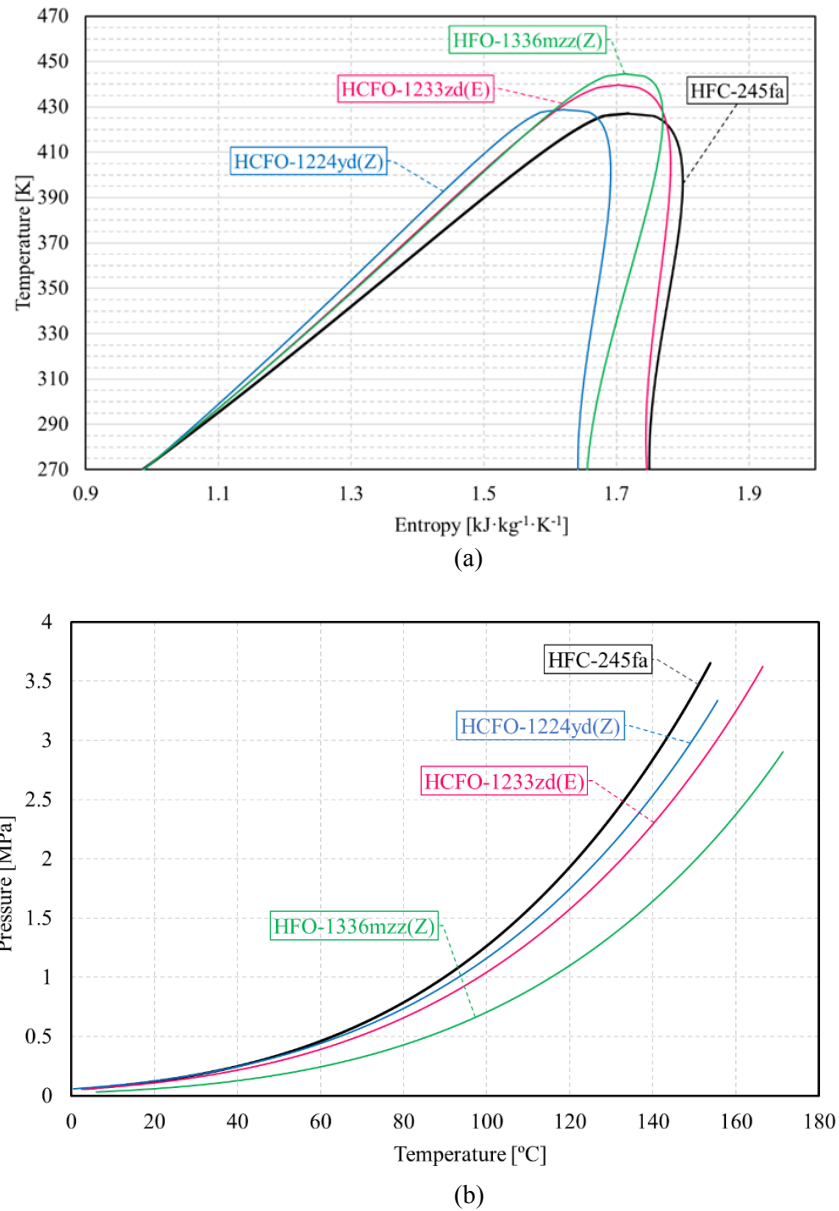 470
450
430
410
390
370
350
330
310
290
270
Temperature [K]
HFO-1336mzz(Z)
HCFO-1233zd(E)
HFC-245fa
HCFO-1224yd(Z)
0.9 1.1 1.3 1.5 1.7 1.9
Entropy [kJ·kg⁻¹·K⁻¹]
(a)
4
3.5
3
2.5
2
1.5
1
0.5
0
Pressure [MPa]
HFC-245fa
HCFO-1224yd(Z)
HCFO-1233zd(E)
HFO-1336mzz(Z)
0 20 40 60 80 100 120 140 160 180
Temperature [ºC]
(b)